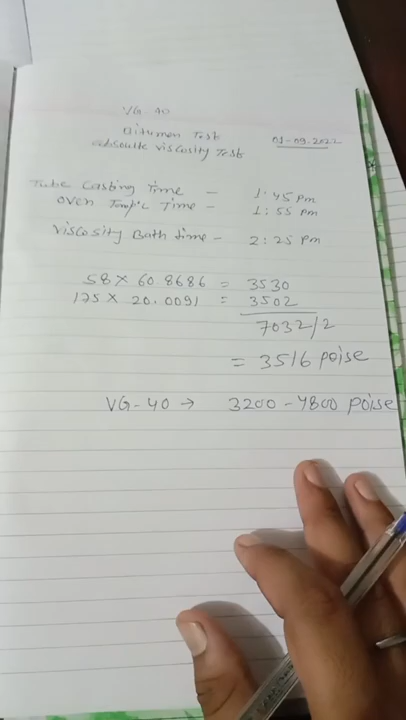 VG-40
Bitumen Test
absoulte viscosity Test
01-09.2022
Tube Casting Time - 1:45 Pm
oven Temp/c Time - 1:55 Pm
Viscosity Bath time - 2:25 Pm
58 × 60.8686 = 3530
175 × 20.0091 = 3502
7032/2
= 3516 poise
VG-40 → 3200-4800 poise